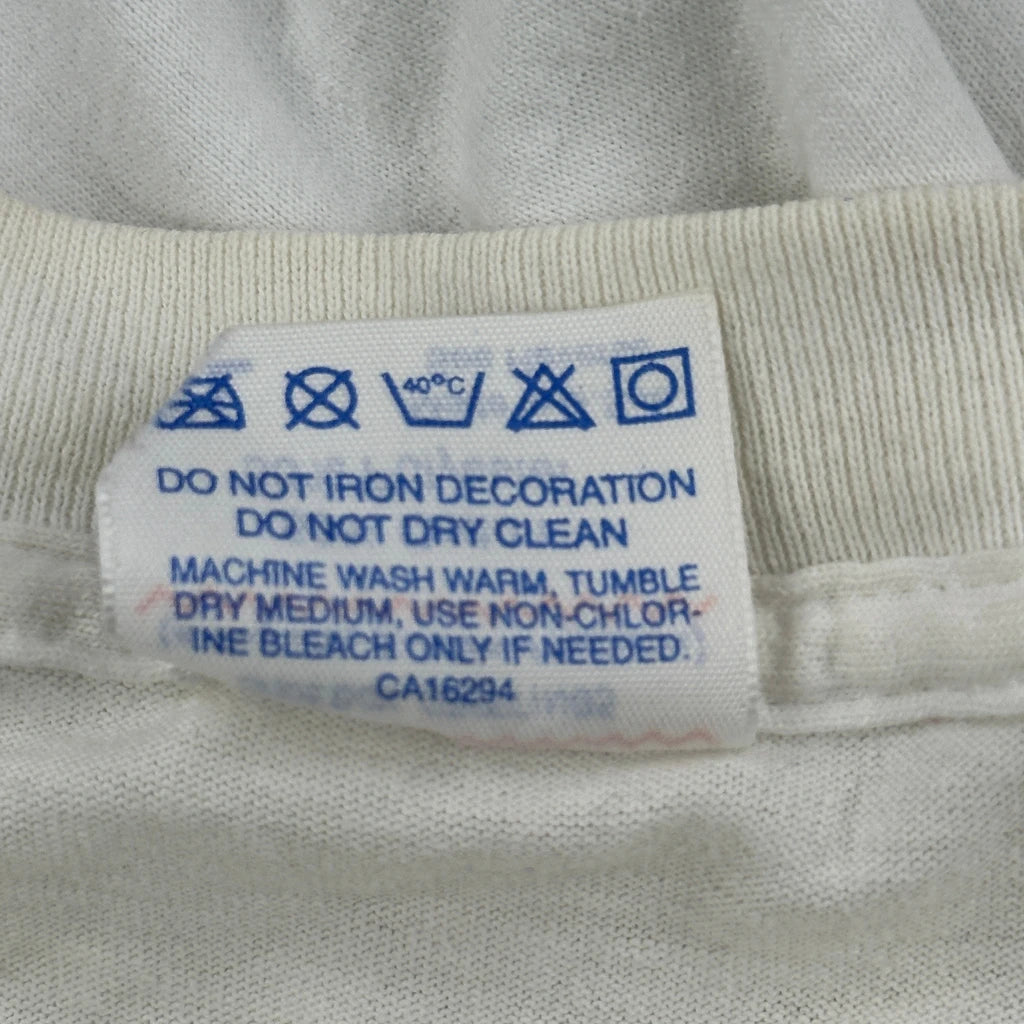 40°C
DO NOT IRON DECORATION
DO NOT DRY CLEAN
MACHINE WASH WARM, TUMBLE
DRY MEDIUM, USE NON-CHLOR-
INE BLEACH ONLY IF NEEDED.
CA16294